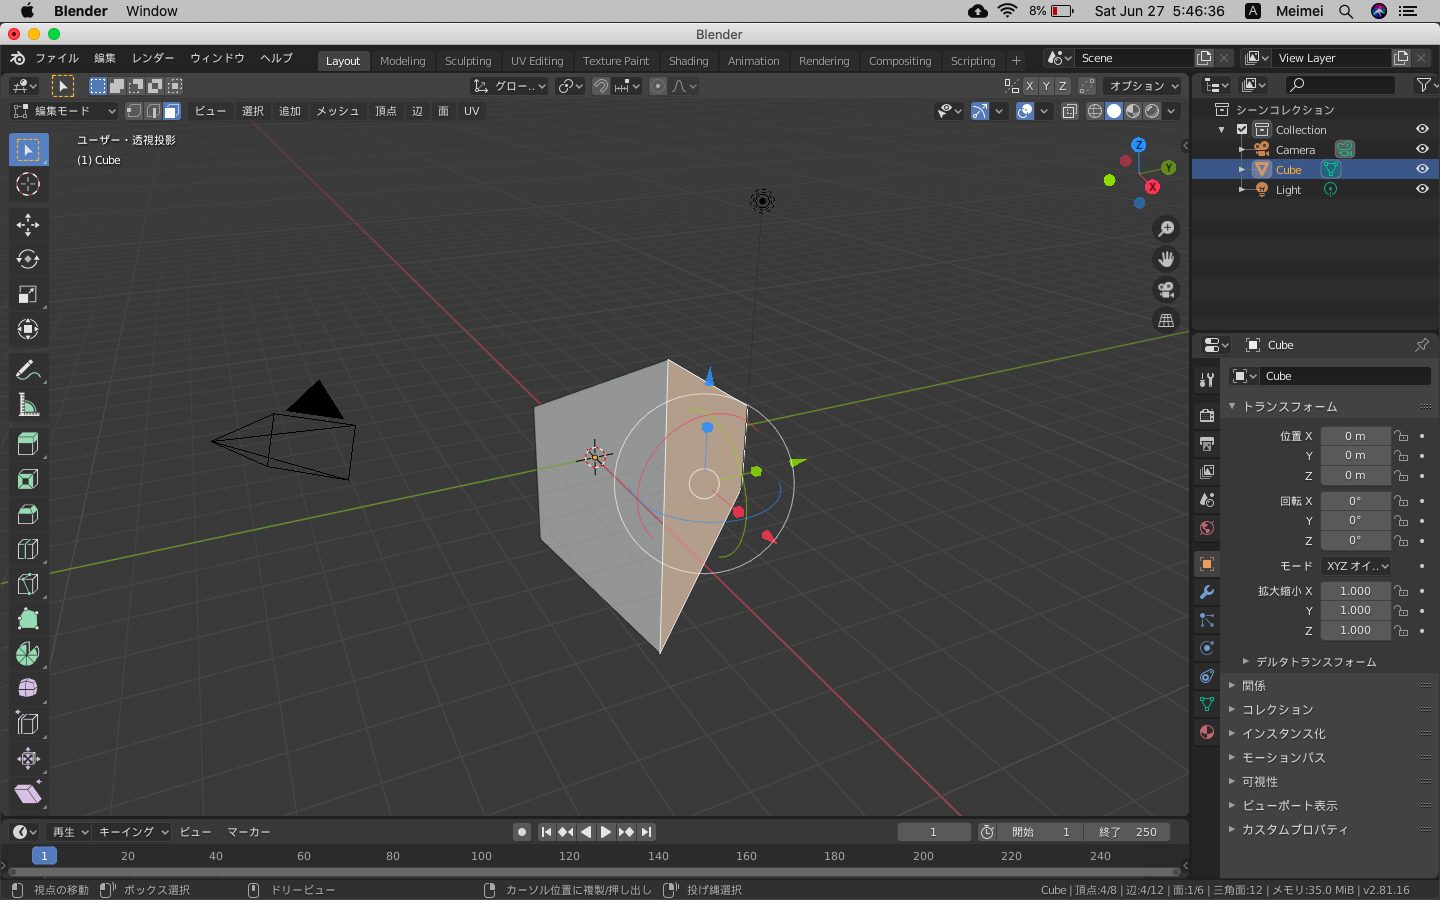 Blender Window 8% Sat Jun 27 5:46:36 A Meimei
Blender
ファイル 編集 レンダー ウィンドウ ヘルプ Layout Modeling Sculpting UV Editing Texture Paint Shading Animation Rendering Compositing Scripting + Scene View Layer
グロー.. X Y Z オプション
編集モード ビュー 選択 追加 メッシュ 頂点 辺 面 UV
ユーザー・透視投影
(1) Cube
Z
Y
X
シーンコレクション
Collection
Camera
Cube
Light
Cube
Cube
トランスフォーム
位置 X 0 m
Y 0 m
Z 0 m
回転 X 0°
Y 0°
Z 0°
モード XYZ オイ..
拡大縮小 X 1.000
Y 1.000
Z 1.000
デルタトランスフォーム
関係
コレクション
インスタンス化
モーションパス
可視性
ビューポート表示
カスタムプロパティ
再生 キーイング ビュー マーカー 1 開始 1 終了 250
1 20 40 60 80 100 120 140 160 180 200 220 240
視点の移動 ボックス選択 ドリービュー カーソル位置に複製/押し出し 投げ縄選択 Cube | 頂点:4/8 | 辺:4/12 | 面:1/6 | 三角面:12 | メモリ:35.0 MiB | v2.81.16